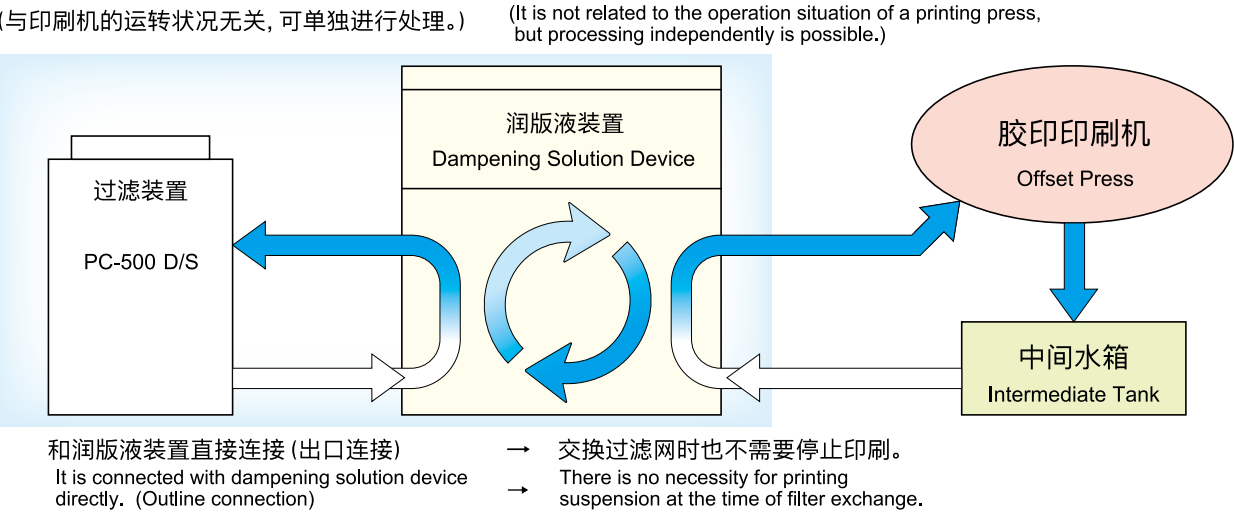 (与印刷机的运转状况无关, 可单独进行处理。)
(It is not related to the operation situation of a printing press,
but processing independently is possible.)
润版液装置
Dampening Solution Device
胶印印刷机
Offset Press
过滤装置
PC-500 D/S
中间水箱
Intermediate Tank
和润版液装置直接连接 (出口连接)
→ 交换过滤网时也不需要停止印刷。
It is connected with dampening solution device
directly. (Outline connection)
→ There is no necessity for printing
suspension at the time of filter exchange.